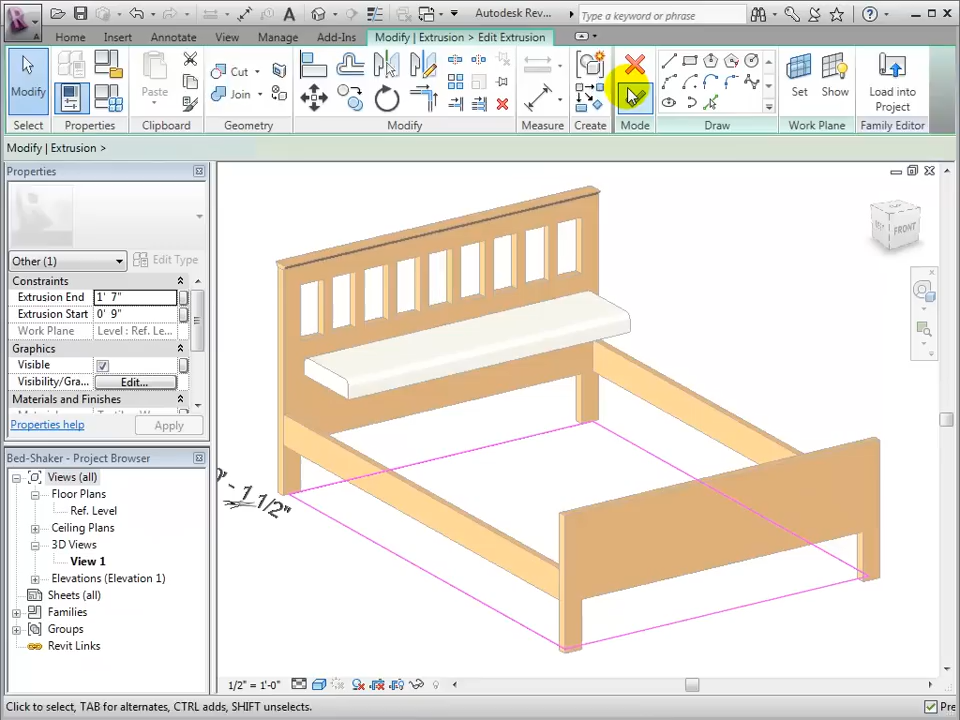 Autodesk Rev...
Type a keyword or phrase
Home Insert Annotate View Manage Add-Ins Modify | Extrusion > Edit Extrusion
Modify
Paste
Cut
Join
Set Show
Load into
Project
Select Properties Clipboard Geometry Modify Measure Create Mode Draw Work Plane Family Editor
Modify | Extrusion >
Properties
Other (1)
Edit Type
Constraints
Extrusion End 1' 7"
Extrusion Start 0' 9"
Work Plane Level : Ref. Le...
Graphics
Visible
Visibility/Gra... Edit...
Materials and Finishes
Properties help
Apply
Bed-Shaker - Project Browser
Views (all)
Floor Plans
Ref. Level
Ceiling Plans
3D Views
View 1
Elevations (Elevation 1)
Sheets (all)
Families
Groups
Revit Links
FRONT
' - 1 1/2"
1/2" = 1'-0"
Click to select, TAB for alternates, CTRL adds, SHIFT unselects.
Pre